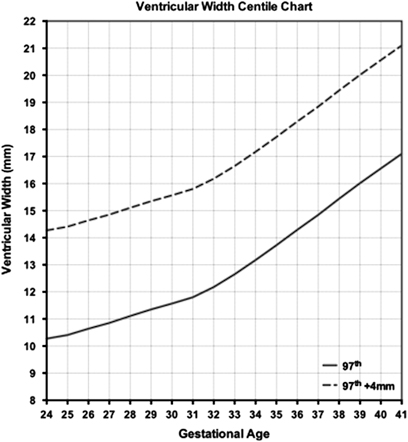 Ventricular Width Centile Chart
22
21
20
19
18
17
16
15
14
13
12
11
10
9
8
Ventricular Width (mm)
97th
97th +4mm
24 25 26 27 28 29 30 31 32 33 34 35 36 37 38 39 40 41
Gestational Age